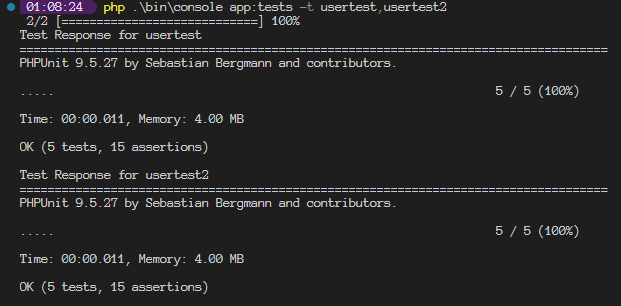 01:08:24 php .\bin\console app:tests -t usertest,usertest2
2/2 [============================] 100%
Test Response for usertest
====================================================================================
PHPUnit 9.5.27 by Sebastian Bergmann and contributors.
..... 5 / 5 (100%)
Time: 00:00.011, Memory: 4.00 MB
OK (5 tests, 15 assertions)
Test Response for usertest2
====================================================================================
PHPUnit 9.5.27 by Sebastian Bergmann and contributors.
..... 5 / 5 (100%)
Time: 00:00.011, Memory: 4.00 MB
OK (5 tests, 15 assertions)